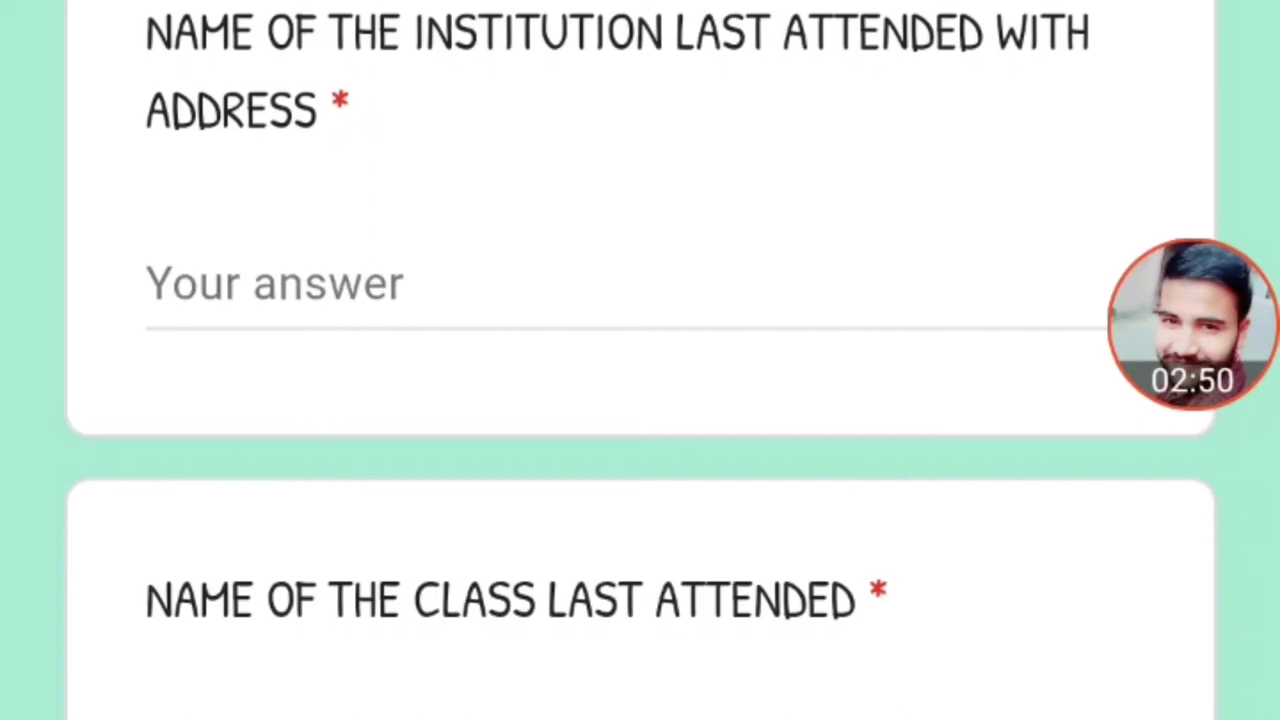 NAME OF THE INSTITUTION LAST ATTENDED WITH
ADDRESS *
Your answer
02:50
NAME OF THE CLASS LAST ATTENDED *